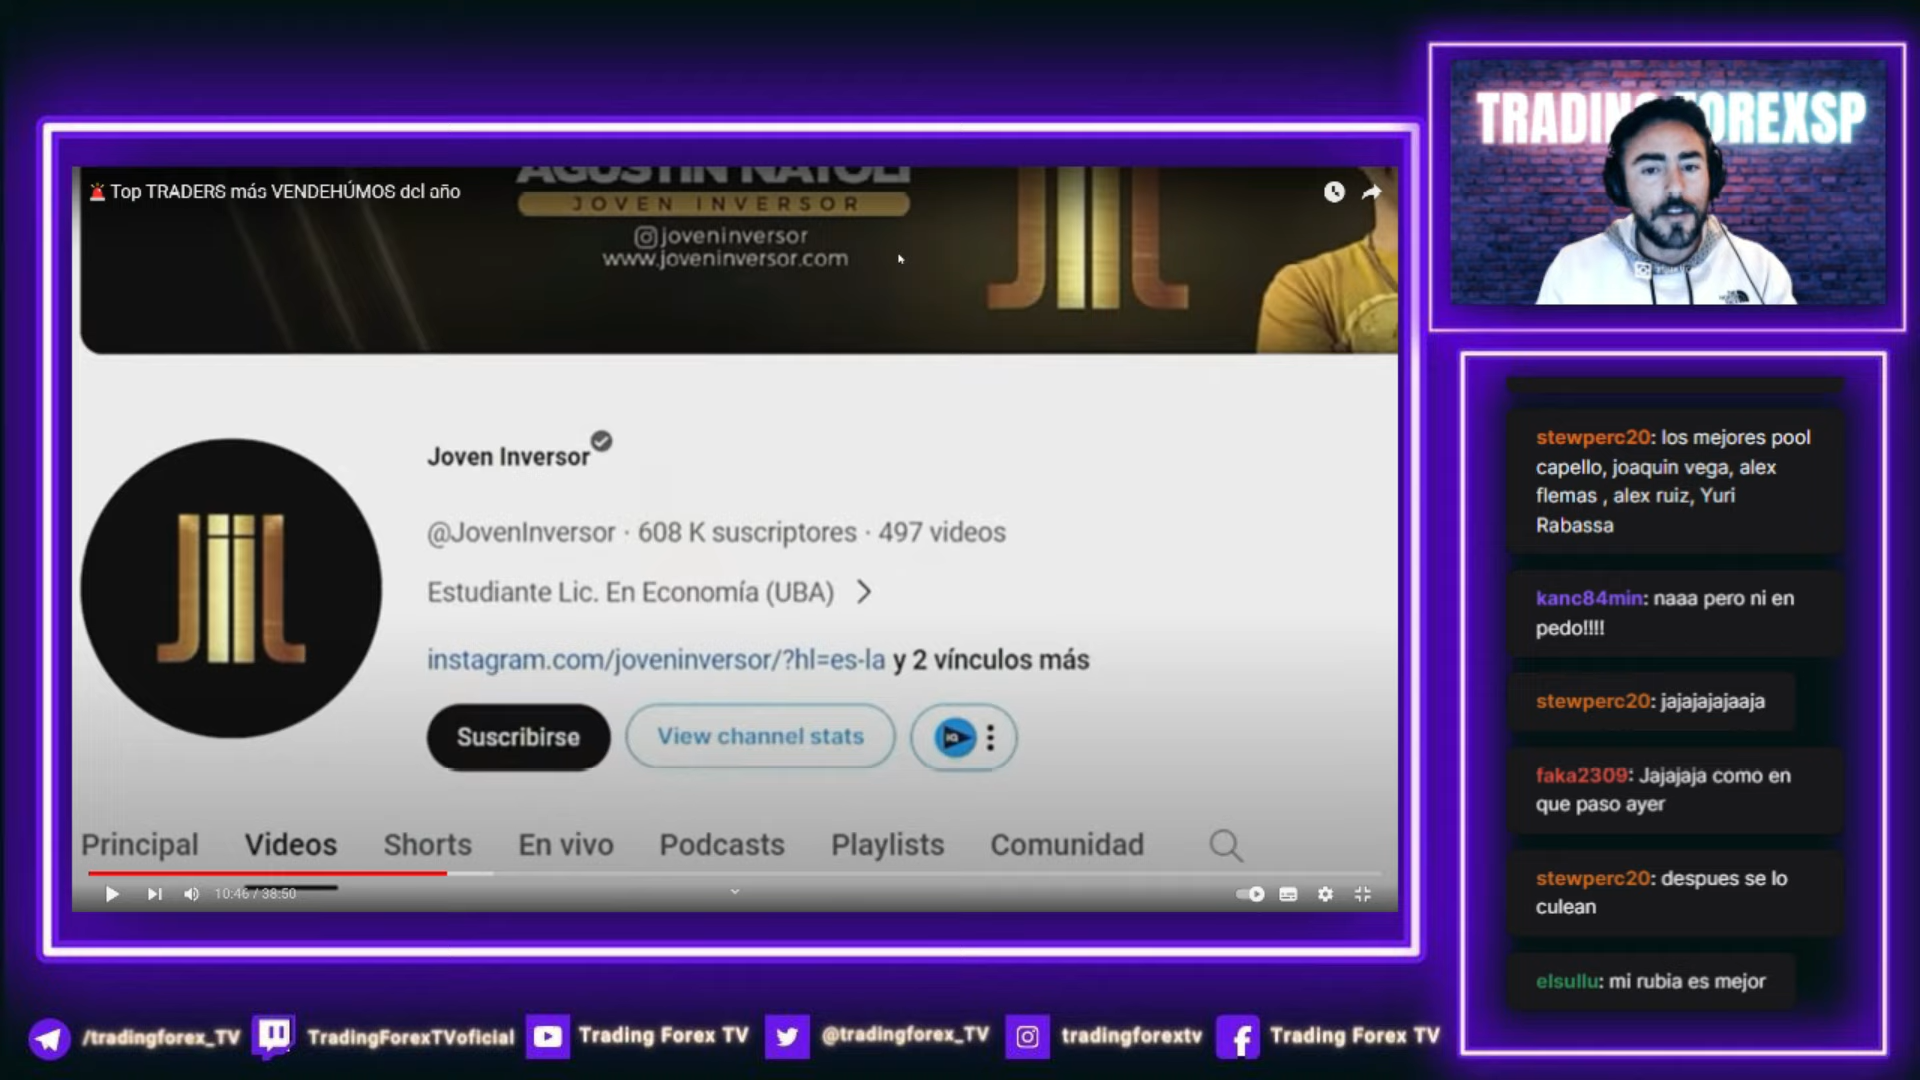 TRADING FOREXSP
🚨 Top TRADERS más VENDEHÚMOS del año
AGUSTIN NATOLI
JOVEN INVERSOR
joveninversor
www.joveninversor.com
Joven Inversor
@JovenInversor · 608 K suscriptores · 497 videos
Estudiante Lic. En Economía (UBA) >
instagram.com/joveninversor/?hl=es-la y 2 vínculos más
Suscribirse
View channel stats
Principal Videos Shorts En vivo Podcasts Playlists Comunidad
10:46 / 38:50
stewperc20: los mejores pool
capello, joaquin vega, alex
flemas , alex ruiz, Yuri
Rabassa
kanc84min: naaa pero ni en
pedo!!!!
stewperc20: jajajajajaaja
faka2309: Jajajaja como en
que paso ayer
stewperc20: despues se lo
culean
elsullu: mi rubia es mejor
/tradingforex_TV TradingForexTVoficial Trading Forex TV @tradingforex_TV tradingforextv Trading Forex TV